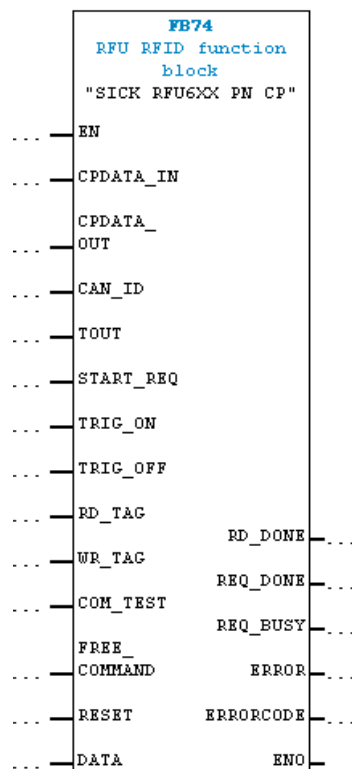 FB74
RFU RFID function
block
"SICK RFU6XX PN CP"
... EN
... CPDATA_IN
CPDATA_
... OUT
... CAN_ID
... TOUT
... START_REQ
... TRIG_ON
... TRIG_OFF
... RD_TAG
RD_DONE ...
... WR_TAG
REQ_DONE ...
... COM_TEST
REQ_BUSY ...
FREE_
... COMMAND ERROR ...
... RESET ERRORCODE ...
... DATA ENO